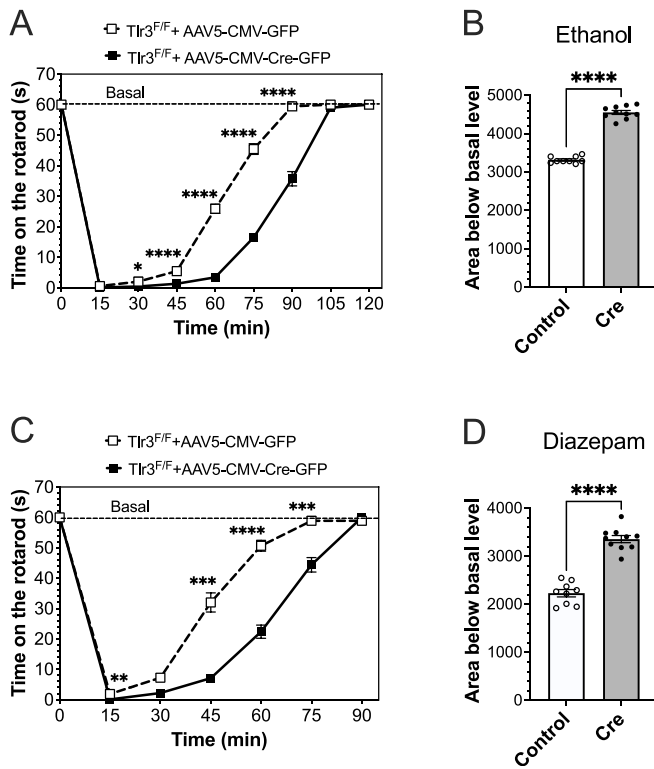 A
Tlr3F/F+ AAV5-CMV-GFP
Tlr3F/F+ AAV5-CMV-Cre-GFP
Time on the rotarod (s)
70
60
50
40
30
20
10
0
Basal
*
****
****
****
****
0 15 30 45 60 75 90 105 120
Time (min)
B
Ethanol
****
Area below basal level
5000
4000
3000
2000
1000
0
Control
Cre
C
Tlr3F/F+AAV5-CMV-GFP
Tlr3F/F+AAV5-CMV-Cre-GFP
Time on the rotarod (s)
70
60
50
40
30
20
10
0
Basal
**
***
****
***
0 15 30 45 60 75 90
Time (min)
D
Diazepam
****
Area below basal level
4000
3000
2000
1000
0
Control
Cre